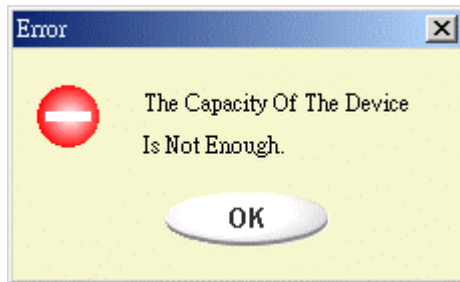 Error
The Capacity Of The Device
Is Not Enough.
OK